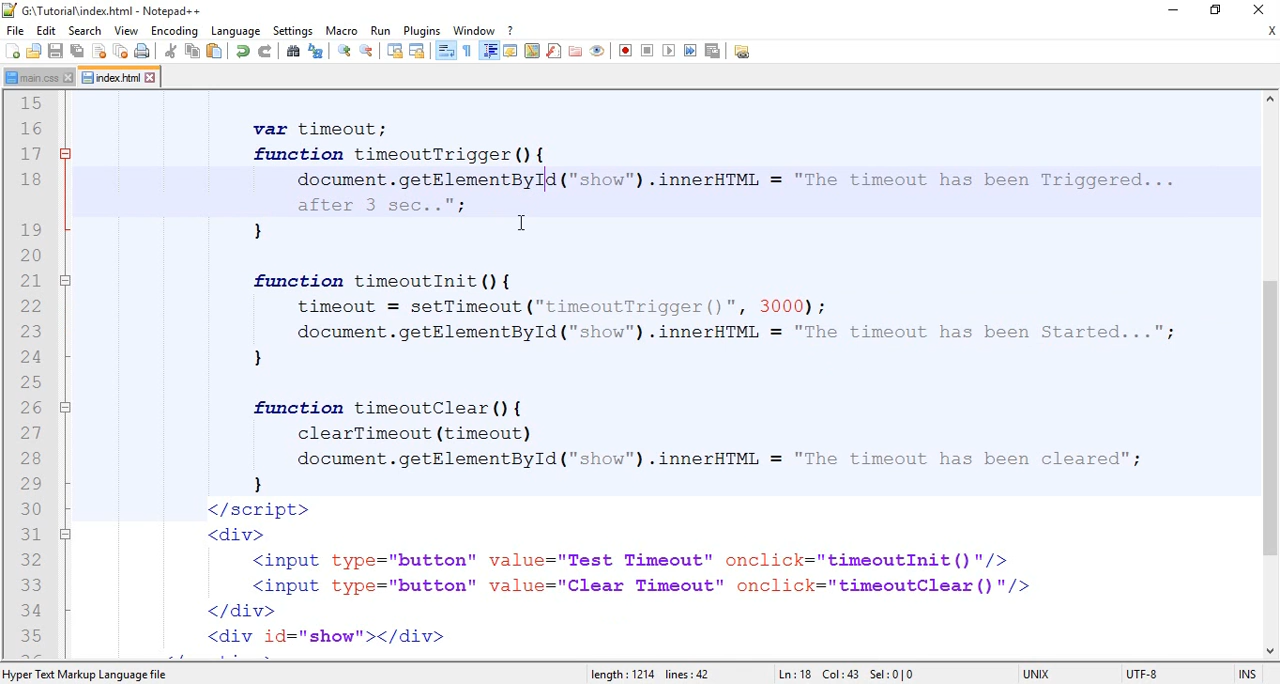 G:\Tutorial\index.html - Notepad++
File Edit Search View Encoding Language Settings Macro Run Plugins Window ? X
main.css index.html
15
16 var timeout;
17 function timeoutTrigger(){
18 document.getElementById("show").innerHTML = "The timeout has been Triggered...
after 3 sec..";
19 }
20
21 function timeoutInit(){
22 timeout = setTimeout("timeoutTrigger()", 3000);
23 document.getElementById("show").innerHTML = "The timeout has been Started...";
24 }
25
26 function timeoutClear(){
27 clearTimeout(timeout)
28 document.getElementById("show").innerHTML = "The timeout has been cleared";
29 }
30 </script>
31 <div>
32 <input type="button" value="Test Timeout" onclick="timeoutInit()"/>
33 <input type="button" value="Clear Timeout" onclick="timeoutClear()"/>
34 </div>
35 <div id="show"></div>
Hyper Text Markup Language file length : 1214 lines : 42 Ln : 18 Col : 43 Sel : 0 | 0 UNIX UTF-8 INS